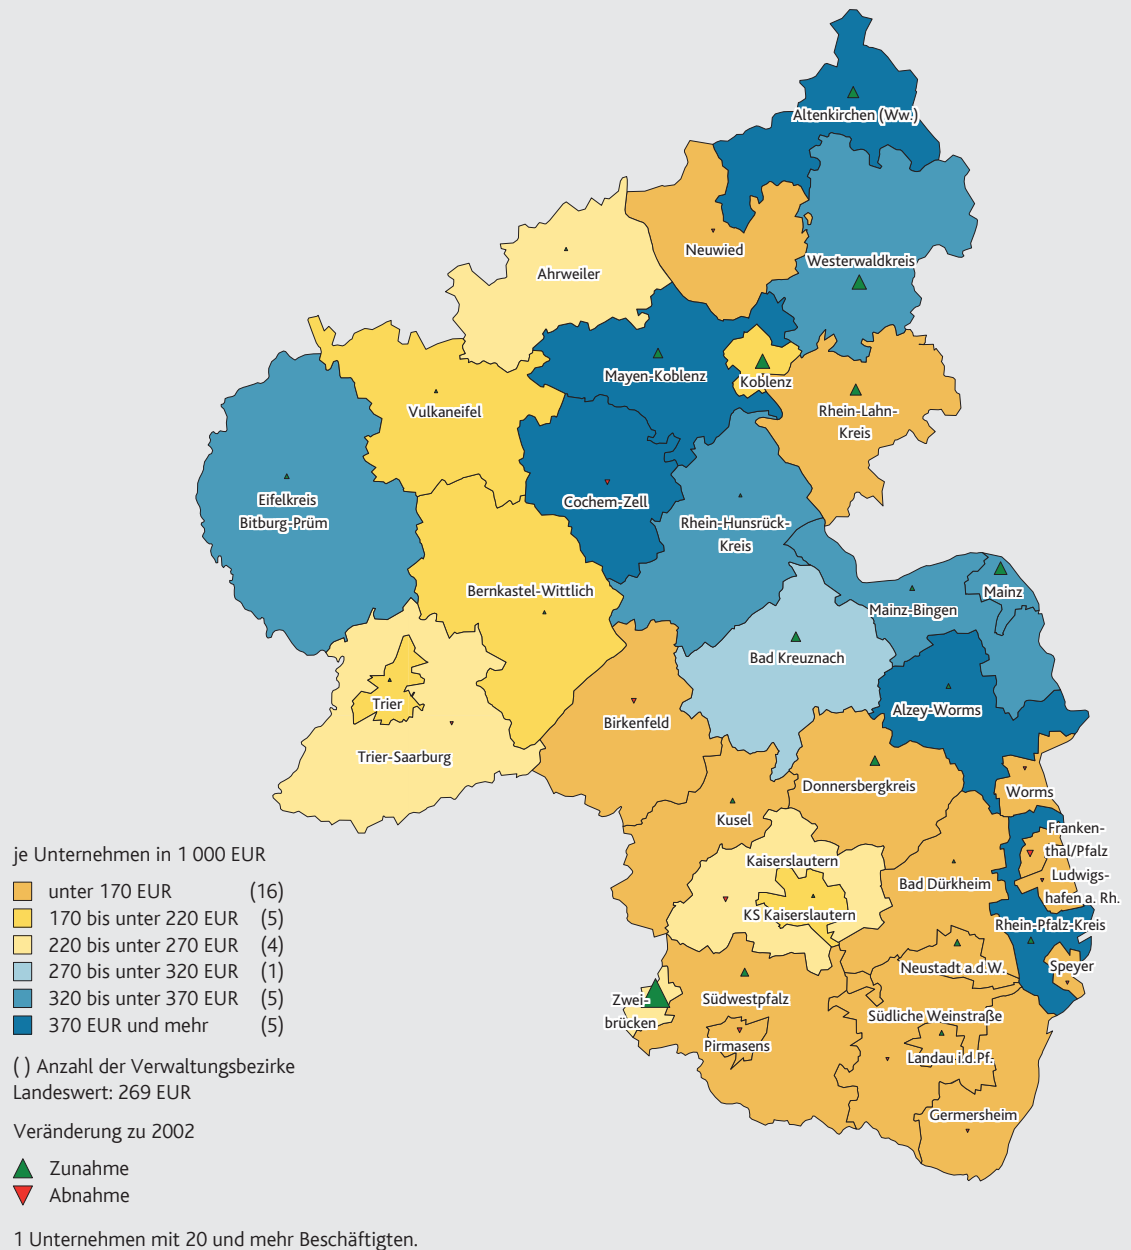 Altenkirchen (Ww.)
Neuwied
Westerwaldkreis
Ahrweiler
Mayen-Koblenz
Koblenz
Vulkaneifel
Rhein-Lahn-
Kreis
Eifelkreis
Bitburg-Prüm
Cochem-Zell
Rhein-Hunsrück-
Kreis
Bernkastel-Wittlich
Mainz-Bingen
Mainz
Bad Kreuznach
Trier
Birkenfeld
Alzey-Worms
Trier-Saarburg
Donnersbergkreis
Worms
Kusel
Franken-
thal/Pfalz
Kaiserslautern
Ludwigs-
hafen a. Rh.
Bad Dürkheim
KS Kaiserslautern
Rhein-Pfalz-Kreis
Neustadt a.d.W.
Speyer
Zwei-
brücken
Südwestpfalz
Südliche Weinstraße
Pirmasens
Landau i.d.Pf.
Germersheim
je Unternehmen in 1 000 EUR
unter 170 EUR (16)
170 bis unter 220 EUR (5)
220 bis unter 270 EUR (4)
270 bis unter 320 EUR (1)
320 bis unter 370 EUR (5)
370 EUR und mehr (5)
( ) Anzahl der Verwaltungsbezirke
Landeswert: 269 EUR
Veränderung zu 2002
Zunahme
Abnahme
1 Unternehmen mit 20 und mehr Beschäftigten.